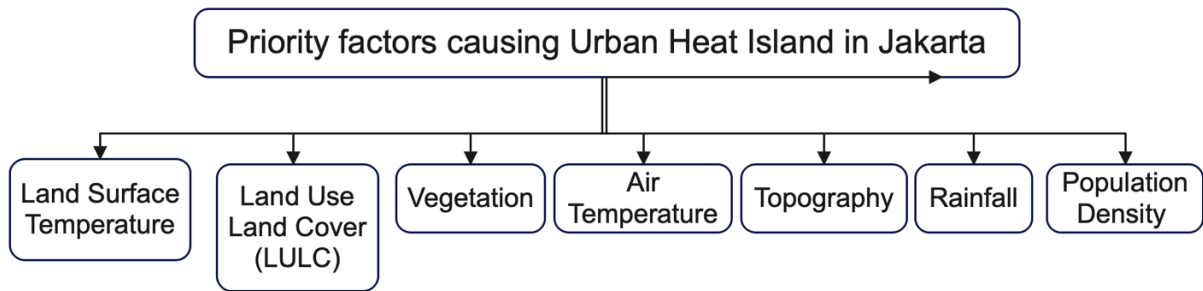 Priority factors causing Urban Heat Island in Jakarta
Land Surface
Temperature
Land Use
Land Cover
(LULC)
Vegetation
Air
Temperature
Topography
Rainfall
Population
Density